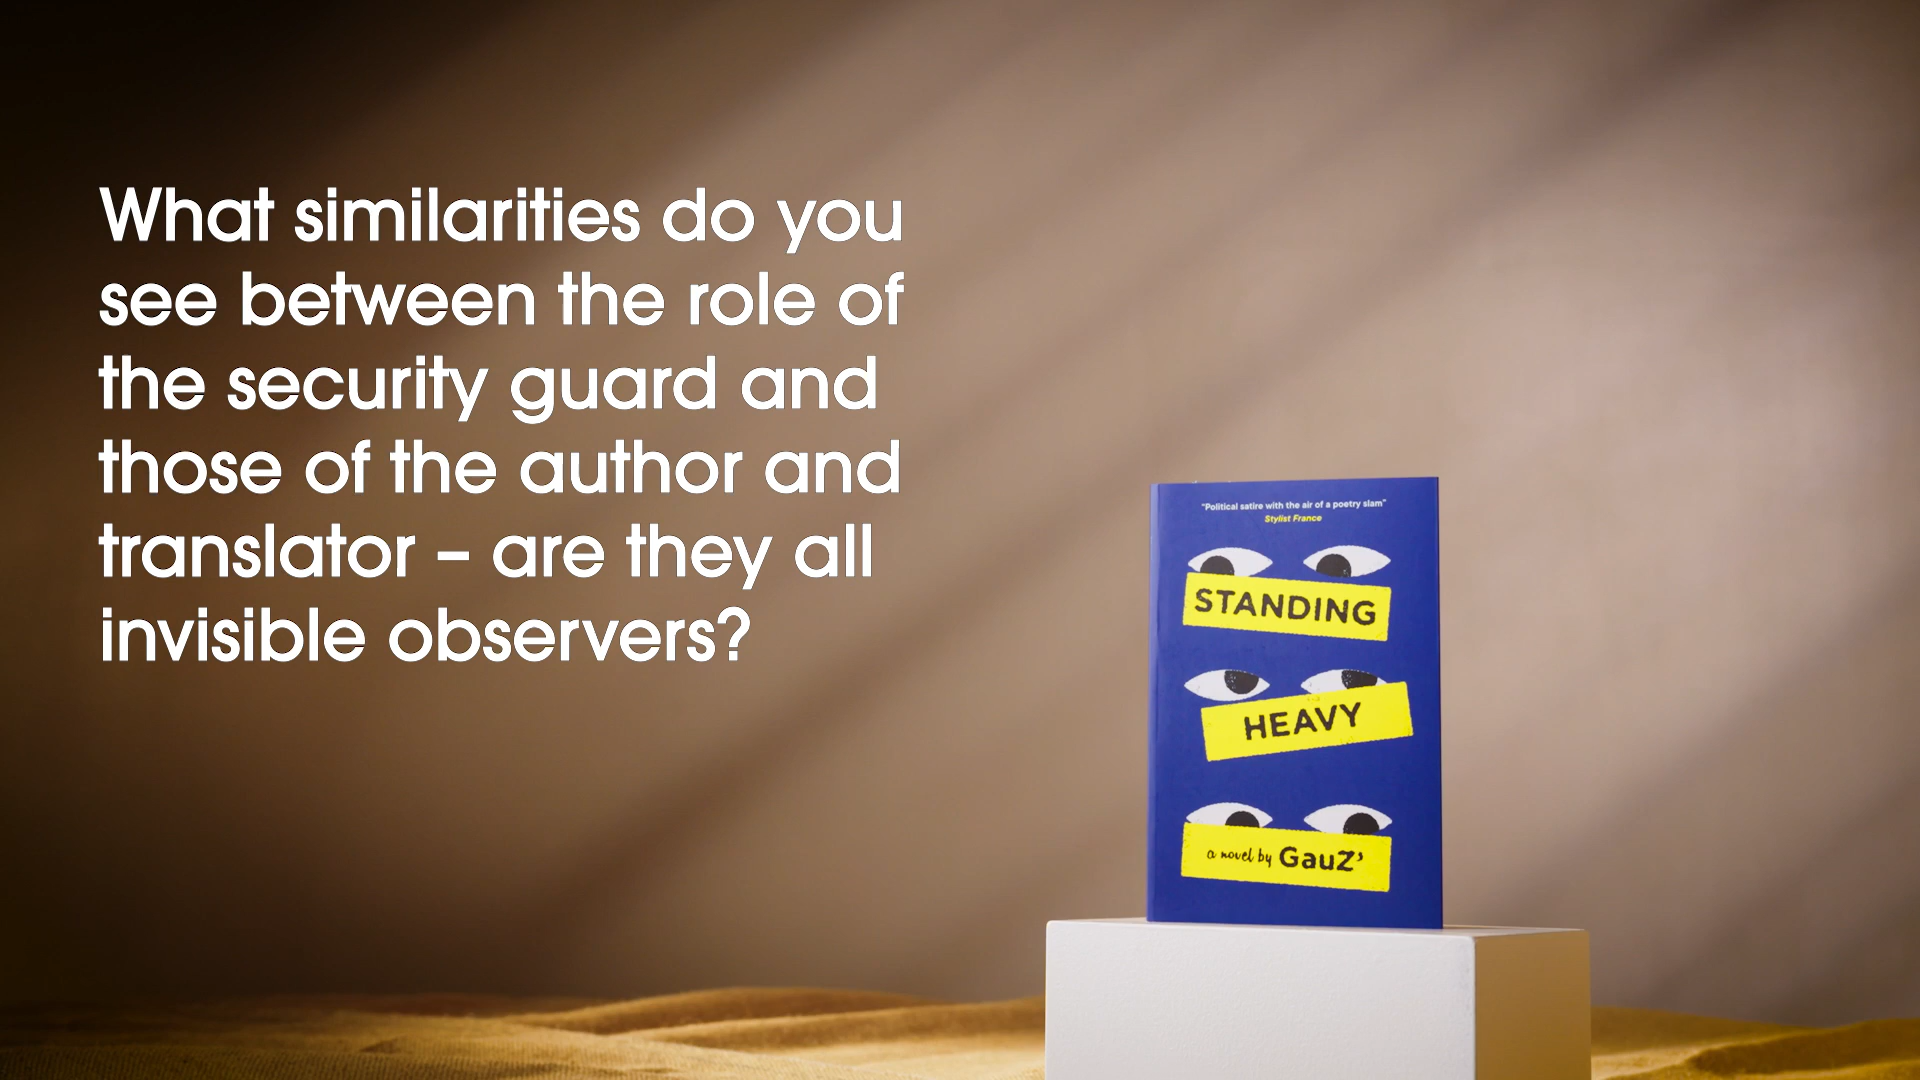 What similarities do you
see between the role of
the security guard and
those of the author and
translator – are they all
invisible observers?
"Political satire with the air of a poetry slam"
Stylist France
STANDING
HEAVY
a novel by GauZ'